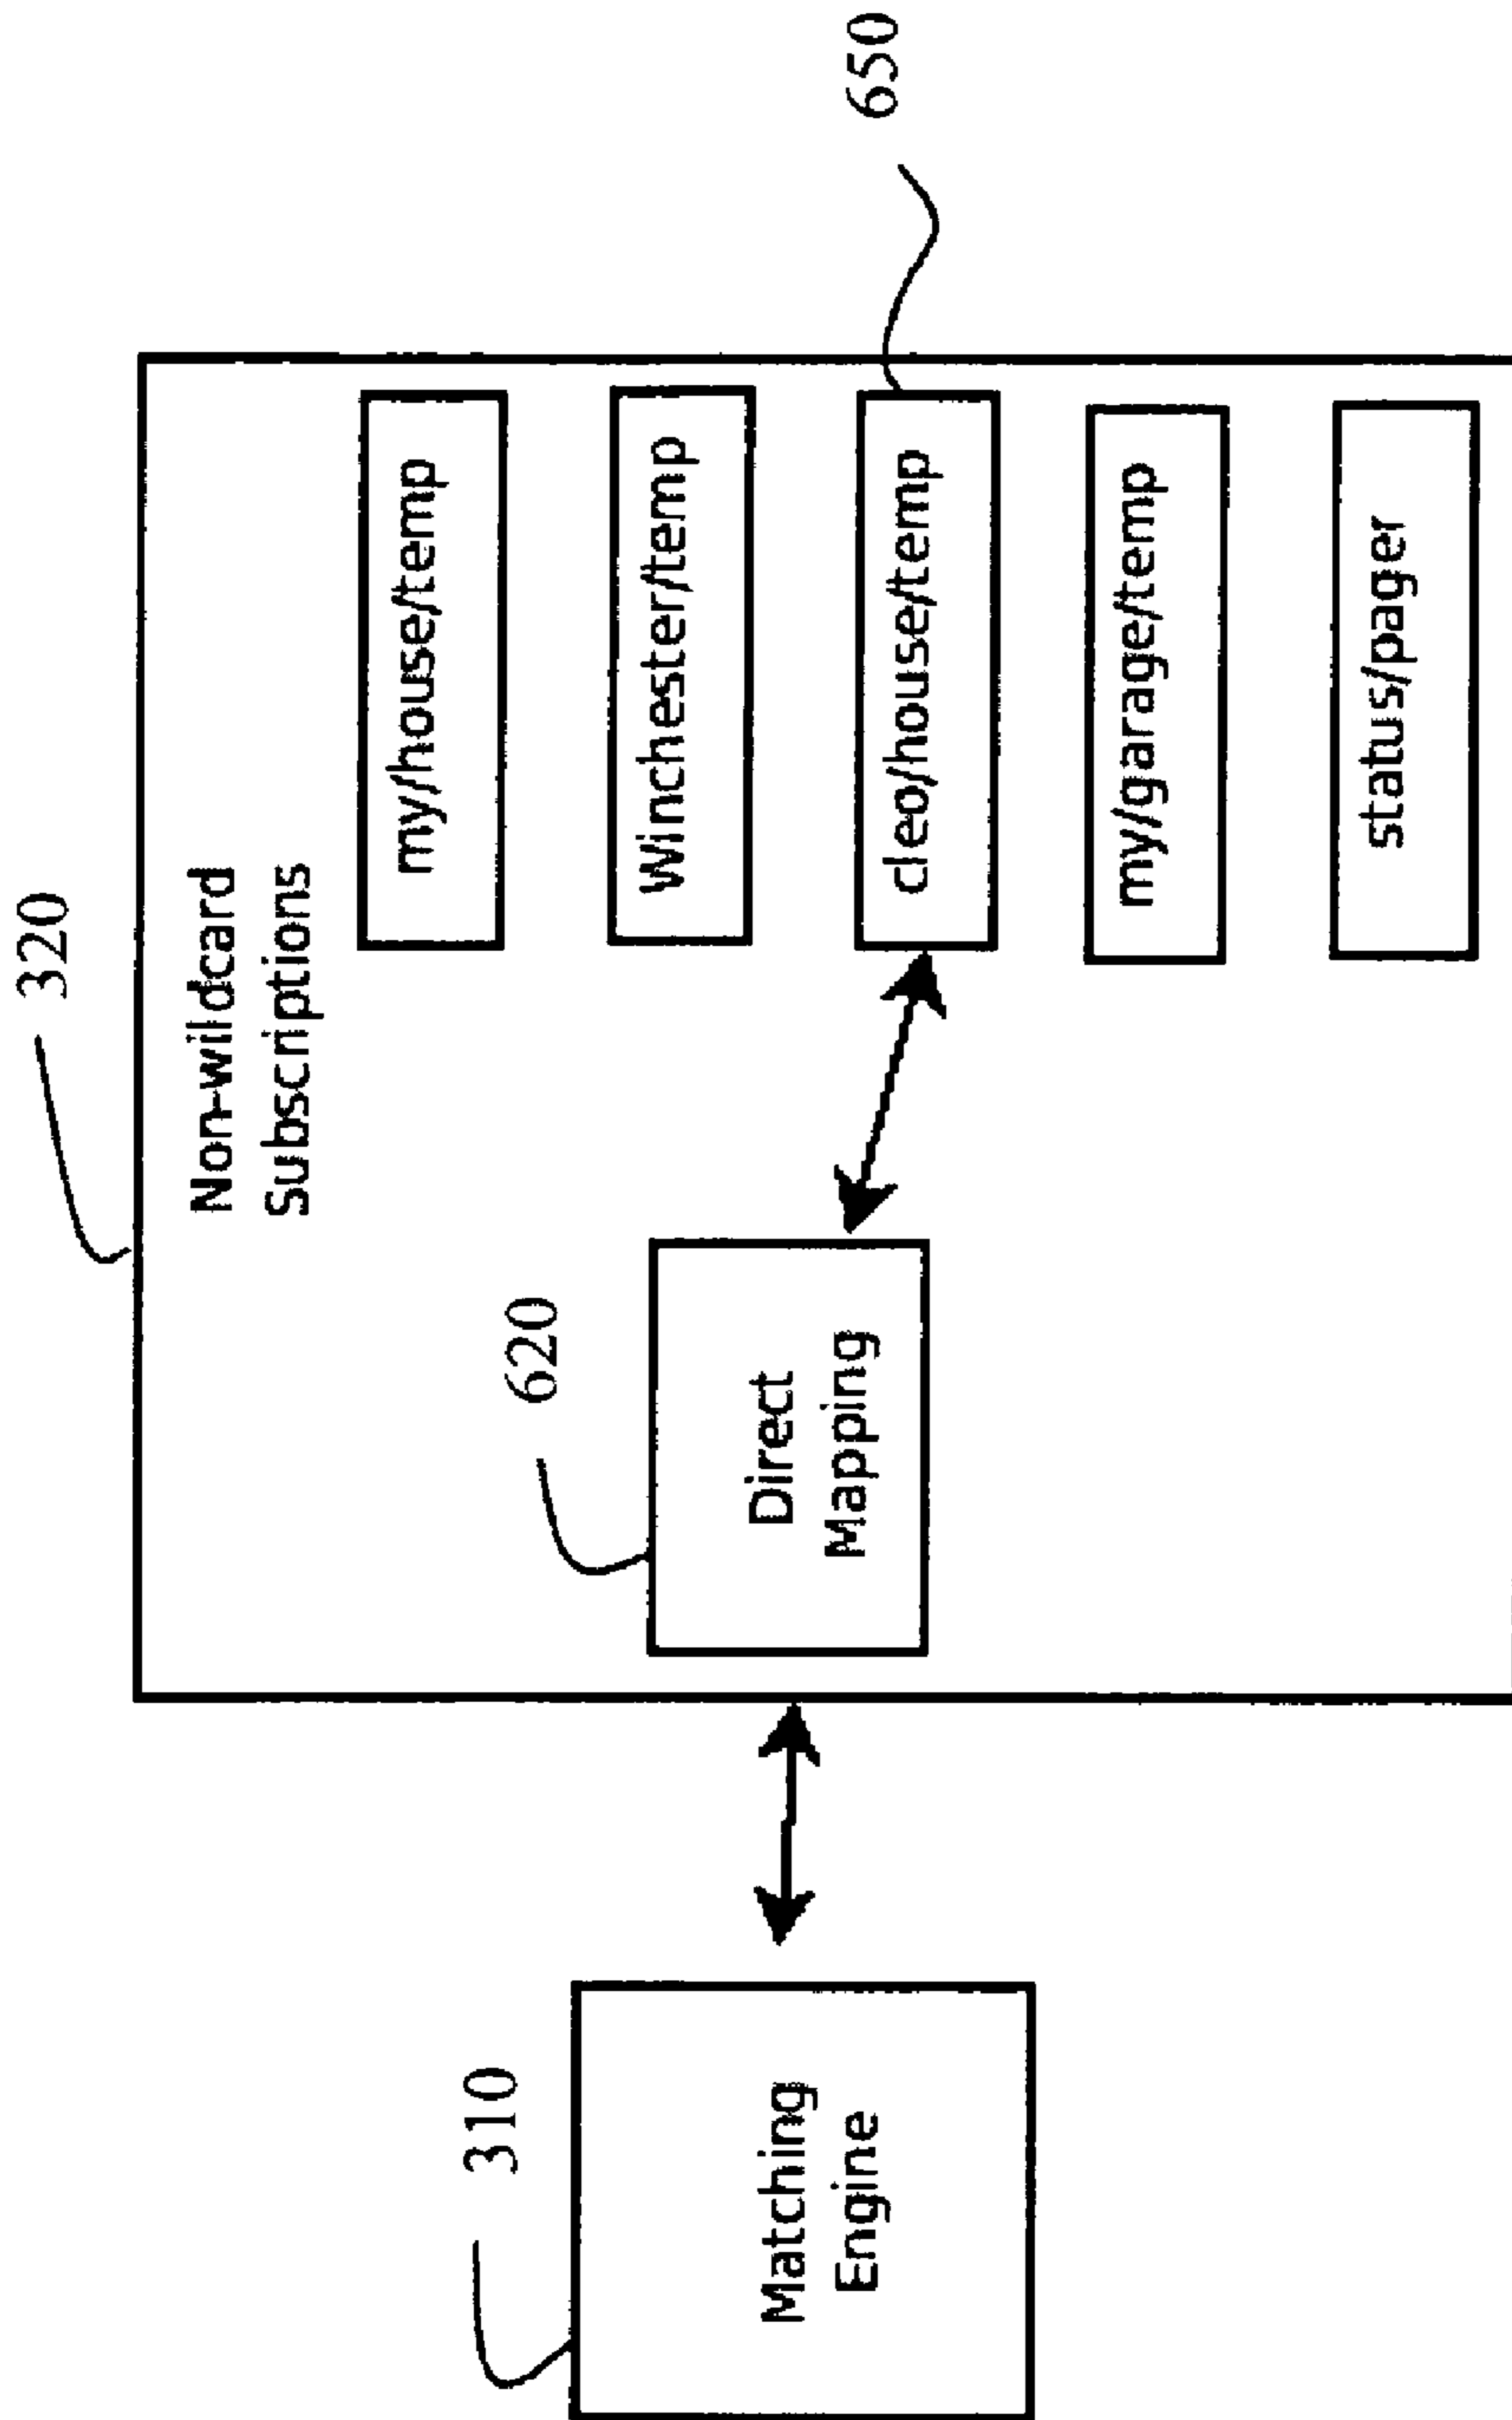 320
Non-wildcard
Subscriptions
my/house/temp
310
620
Winchester/temp
Matching
Engine
Direct
Mapping
cleo/house/temp
650
my/garage/temp
status/pager